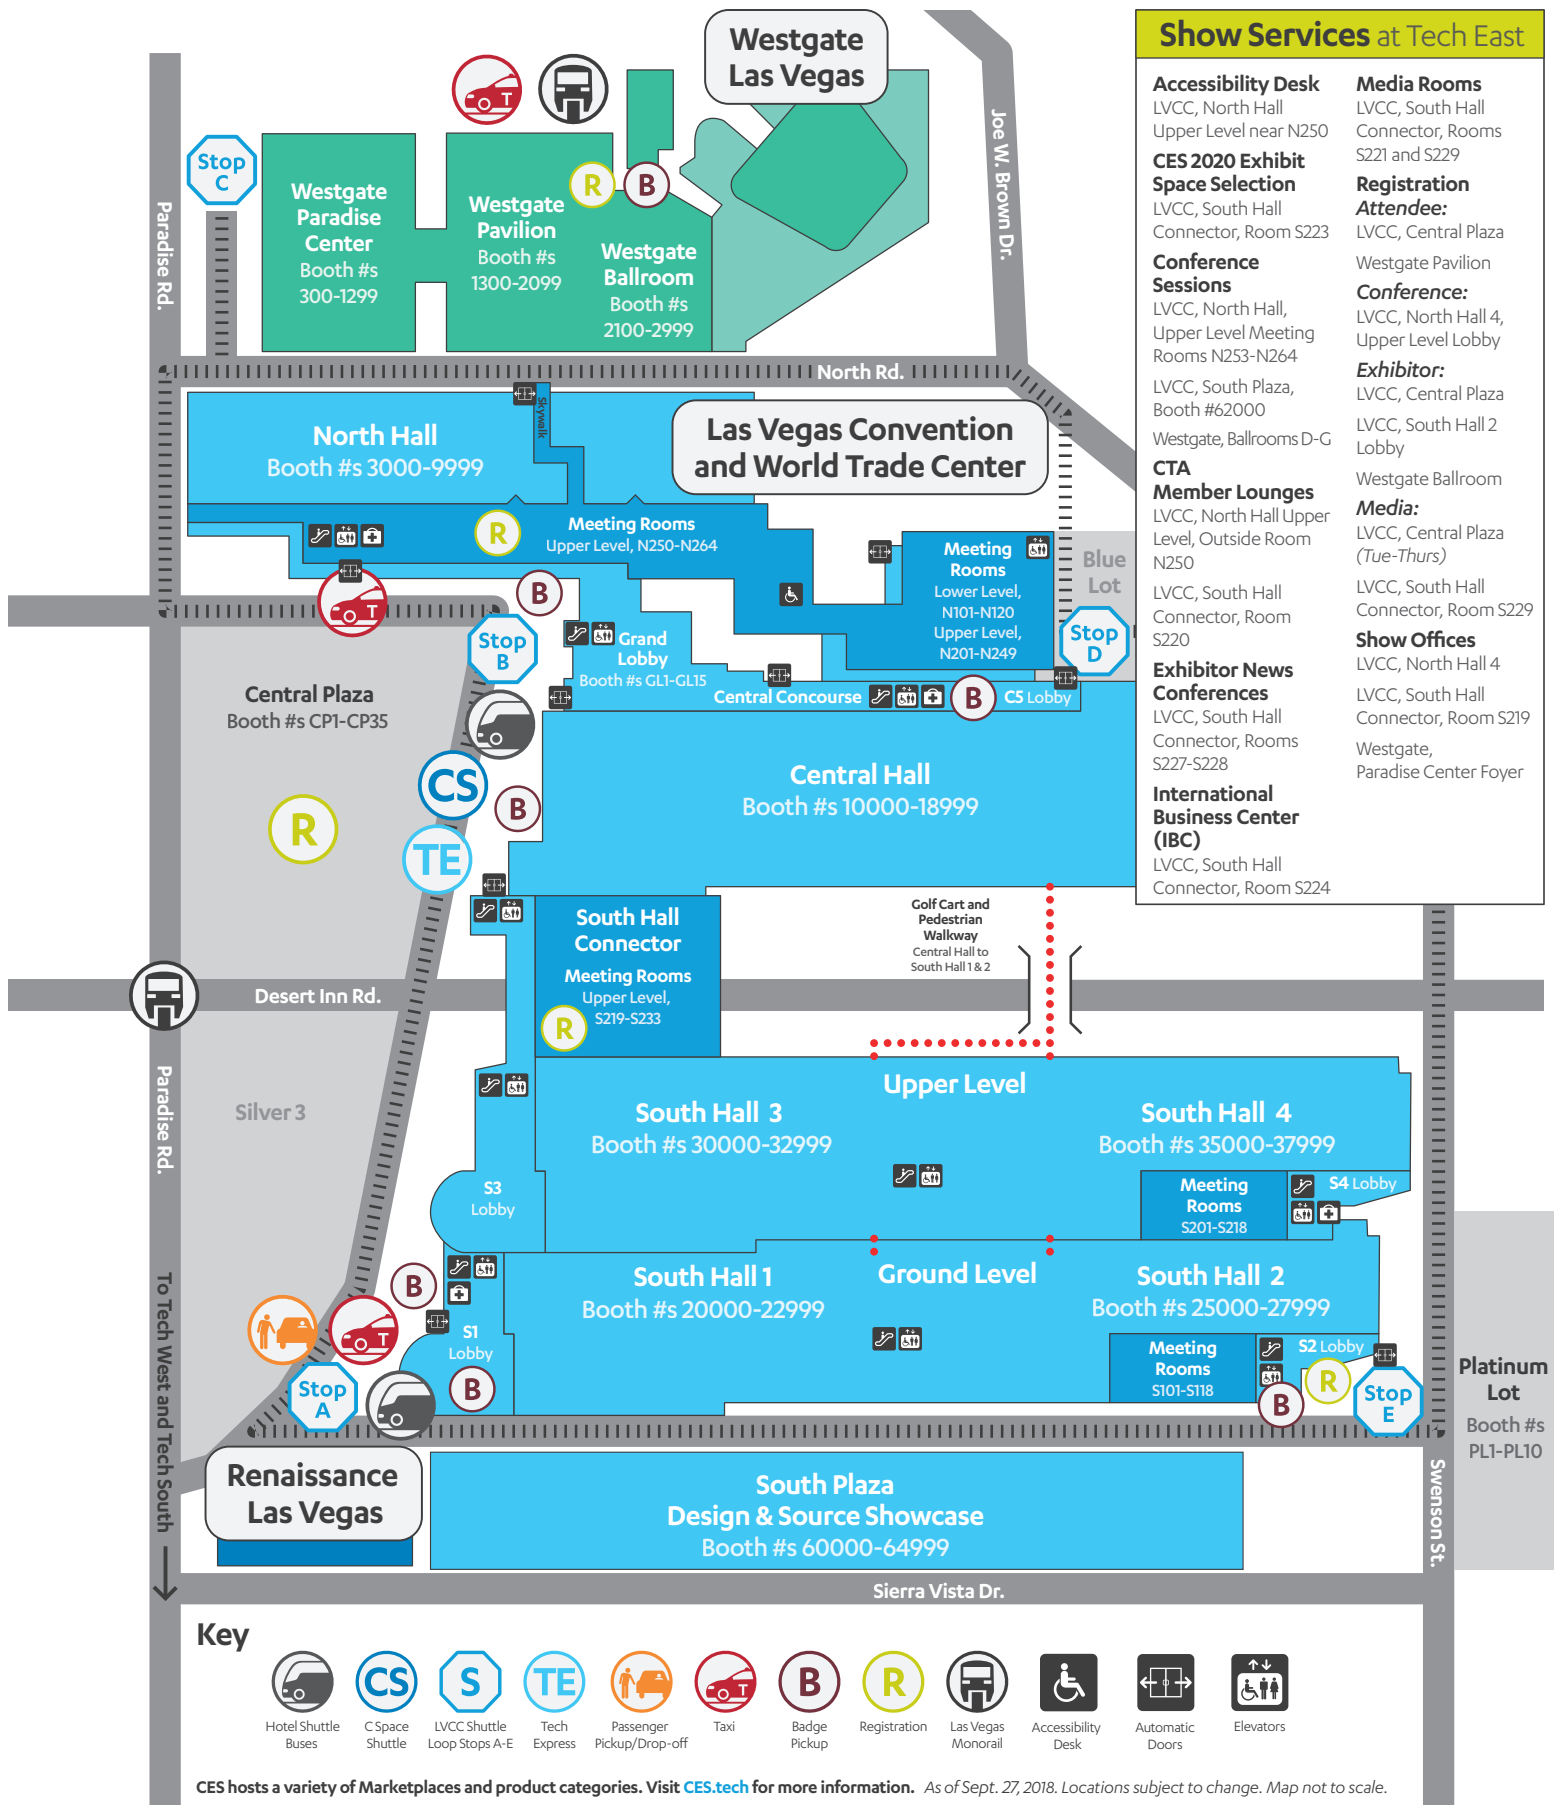 Westgate
Las Vegas
Stop
C
Westgate
Paradise
Center
Booth #s
300-1299
T
Westgate
Pavilion
Booth #s
1300-2099
R
B
Westgate
Ballroom
Booth #s
2100-2999
Paradise Rd.
Joe W. Brown Dr.
North Rd.
Show Services at Tech East
Accessibility Desk
LVCC, North Hall
Upper Level near N250
CES 2020 Exhibit
Space Selection
LVCC, South Hall
Connector, Room S223
Conference
Sessions
LVCC, North Hall,
Upper Level Meeting
Rooms N253-N264
LVCC, South Plaza,
Booth #62000
Westgate, Ballrooms D-G
CTA
Member Lounges
LVCC, North Hall Upper
Level, Outside Room
N250
LVCC, South Hall
Connector, Room
S220
Exhibitor News
Conferences
LVCC, South Hall
Connector, Rooms
S227-S228
International
Business Center
(IBC)
LVCC, South Hall
Connector, Room S224
Media Rooms
LVCC, South Hall
Connector, Rooms
S221 and S229
Registration
Attendee:
LVCC, Central Plaza
Westgate Pavilion
Conference:
LVCC, North Hall 4,
Upper Level Lobby
Exhibitor:
LVCC, Central Plaza
LVCC, South Hall 2
Lobby
Westgate Ballroom
Media:
LVCC, Central Plaza
(Tue-Thurs)
LVCC, South Hall
Connector, Room S229
Show Offices
LVCC, North Hall 4
LVCC, South Hall
Connector, Room S219
Westgate,
Paradise Center Foyer
North Hall
Booth #s 3000-9999
Skywalk
Las Vegas Convention
and World Trade Center
R
Meeting Rooms
Upper Level, N250-N264
Meeting
Rooms
Lower Level,
N101-N120
Upper Level,
N201-N249
Blue
Lot
T
B
Stop
B
Grand
Lobby
Booth #s GL1-GL15
Stop
D
Central Concourse
B
C5 Lobby
Central Plaza
Booth #s CP1-CP35
CS
B
R
TE
Central Hall
Booth #s 10000-18999
South Hall
Connector
Meeting Rooms
Upper Level,
S219-S233
R
Golf Cart and
Pedestrian
Walkway
Central Hall to
South Hall 1 & 2
Desert Inn Rd.
Silver 3
Paradise Rd.
To Tech West and Tech South
Upper Level
South Hall 3
Booth #s 30000-32999
South Hall 4
Booth #s 35000-37999
Meeting
Rooms
S201-S218
S4 Lobby
S3
Lobby
South Hall 1
Booth #s 20000-22999
Ground Level
South Hall 2
Booth #s 25000-27999
B
T
S1
Lobby
B
Meeting
Rooms
S101-S118
S2 Lobby
R
B
Stop
A
Stop
E
Platinum
Lot
Booth #s
PL1-PL10
Swenson St.
Renaissance
Las Vegas
South Plaza
Design & Source Showcase
Booth #s 60000-64999
Sierra Vista Dr.
Key
CS
S
TE
T
B
R
Hotel Shuttle
Buses
C Space
Shuttle
LVCC Shuttle
Loop Stops A-E
Tech
Express
Passenger
Pickup/Drop-off
Taxi
Badge
Pickup
Registration
Las Vegas
Monorail
Accessibility
Desk
Automatic
Doors
Elevators
CES hosts a variety of Marketplaces and product categories. Visit CES.tech for more information. As of Sept. 27, 2018. Locations subject to change. Map not to scale.